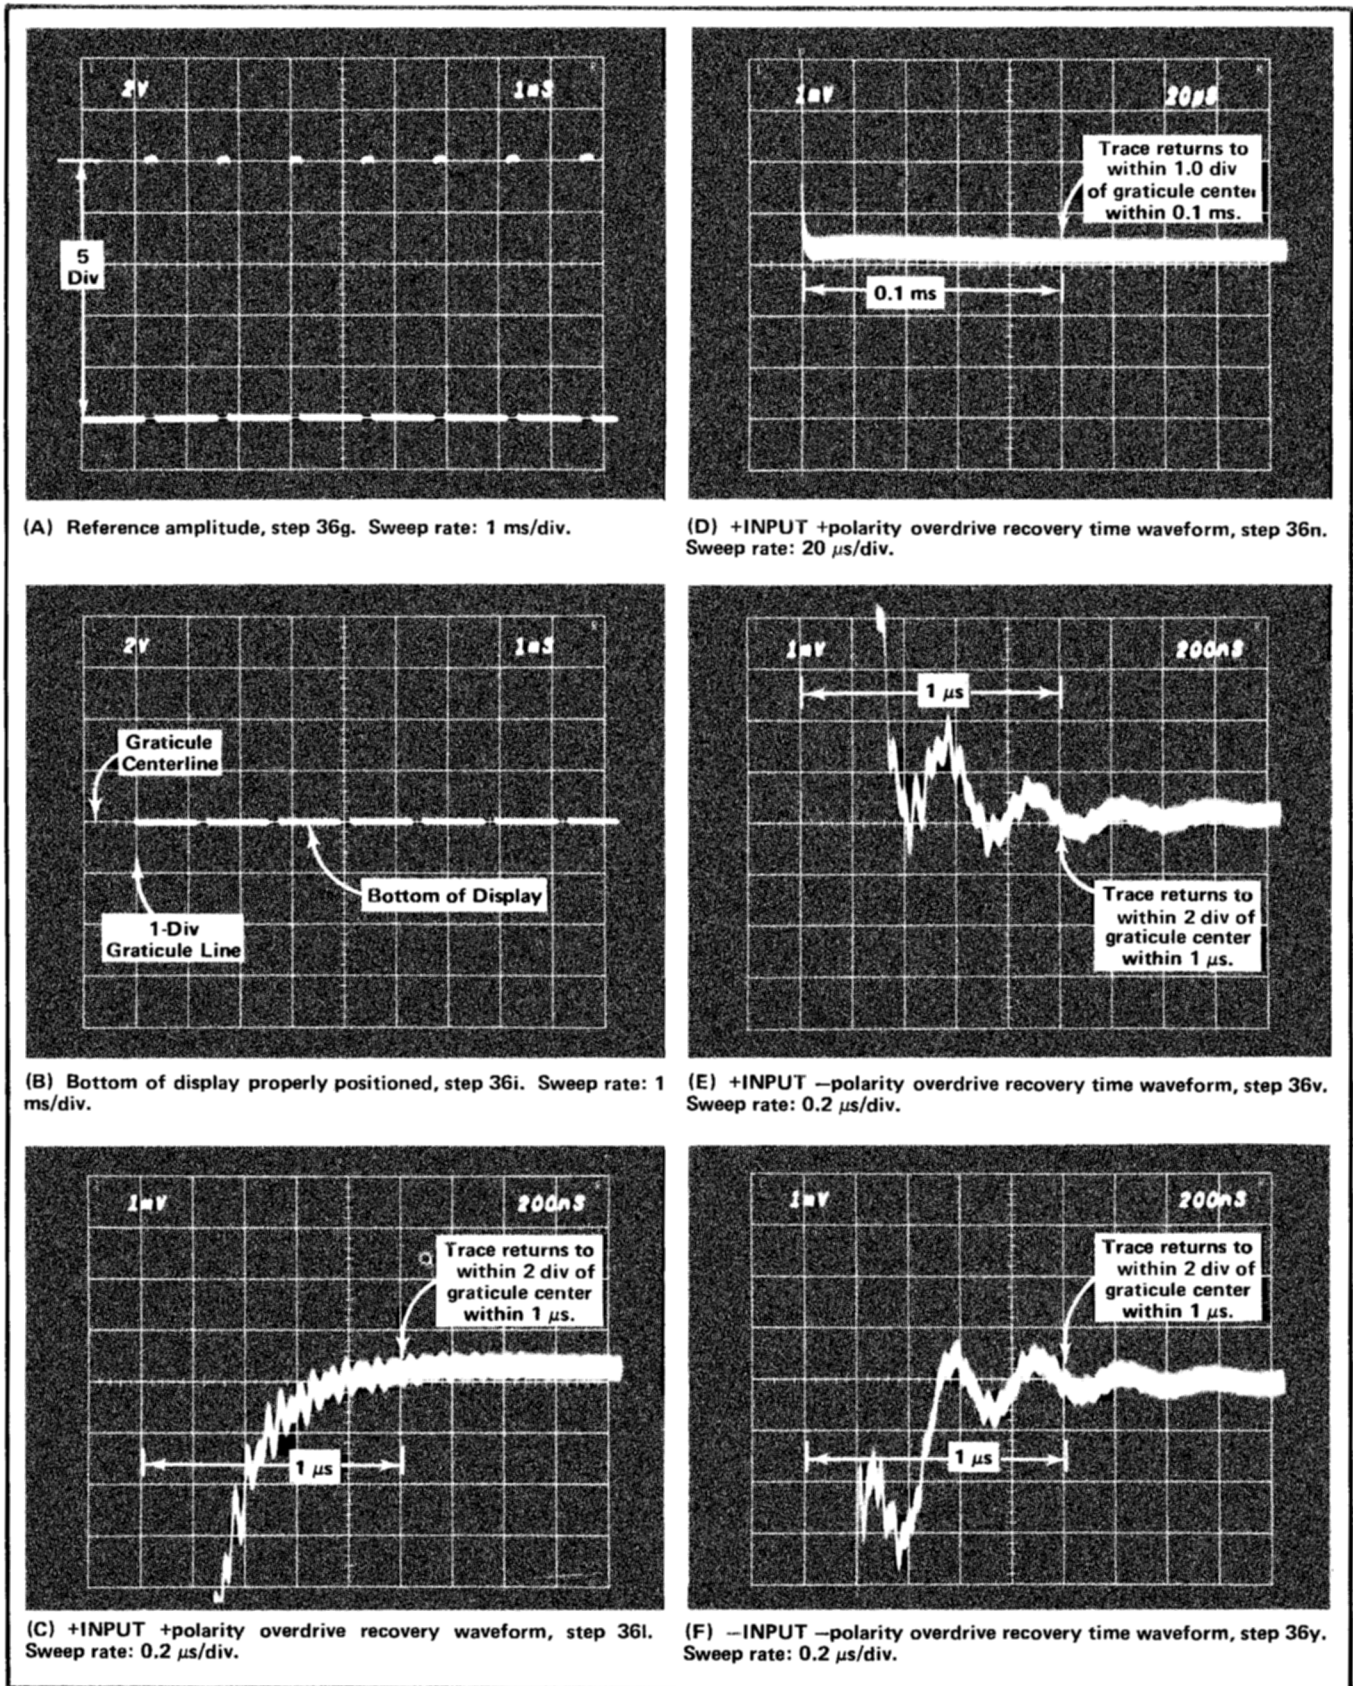 2V 1mS
5
Div
(A) Reference amplitude, step 36g. Sweep rate: 1 ms/div.
2V 1mS
Graticule
Centerline
Bottom of Display
1-Div
Graticule Line
(B) Bottom of display properly positioned, step 36i. Sweep rate: 1
ms/div.
1mV 200nS
Trace returns to
within 2 div of
graticule center
within 1 μs.
1 μs
(C) +INPUT +polarity overdrive recovery waveform, step 36l.
Sweep rate: 0.2 μs/div.
1mV 20μS
Trace returns to
within 1.0 div
of graticule center
within 0.1 ms.
0.1 ms
(D) +INPUT +polarity overdrive recovery time waveform, step 36n.
Sweep rate: 20 μs/div.
1mV 200nS
1 μs
Trace returns to
within 2 div of
graticule center
within 1 μs.
(E) +INPUT —polarity overdrive recovery time waveform, step 36v.
Sweep rate: 0.2 μs/div.
1mV 200nS
Trace returns to
within 2 div of
graticule center
within 1 μs.
1 μs
(F) —INPUT —polarity overdrive recovery time waveform, step 36y.
Sweep rate: 0.2 μs/div.